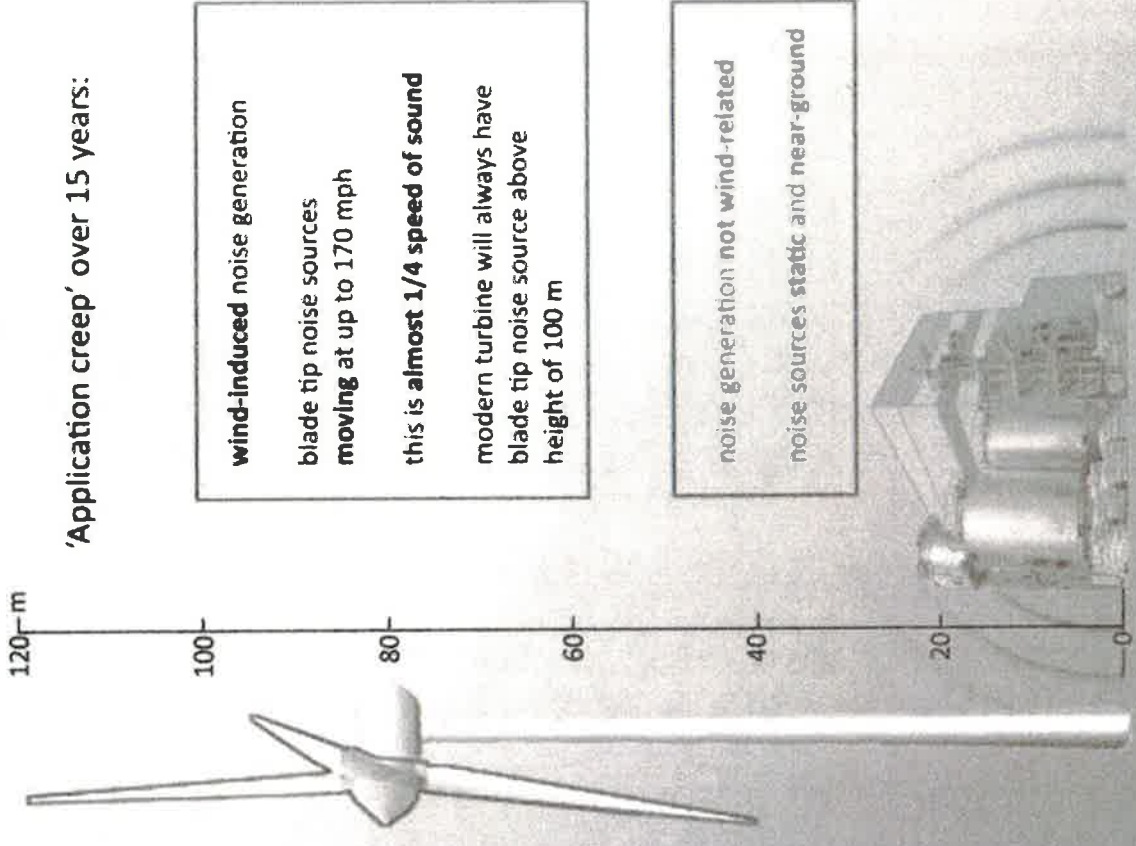 'Application creep' over 15 years:
wind-induced noise generation
blade tip noise sources
moving at up to 170 mph
this is almost 1/4 speed of sound
modern turbine will always have
blade tip noise source above
height of 100 m
noise generation not wind-related
noise sources static and near-ground
120 m
100
80
60
40
20
0